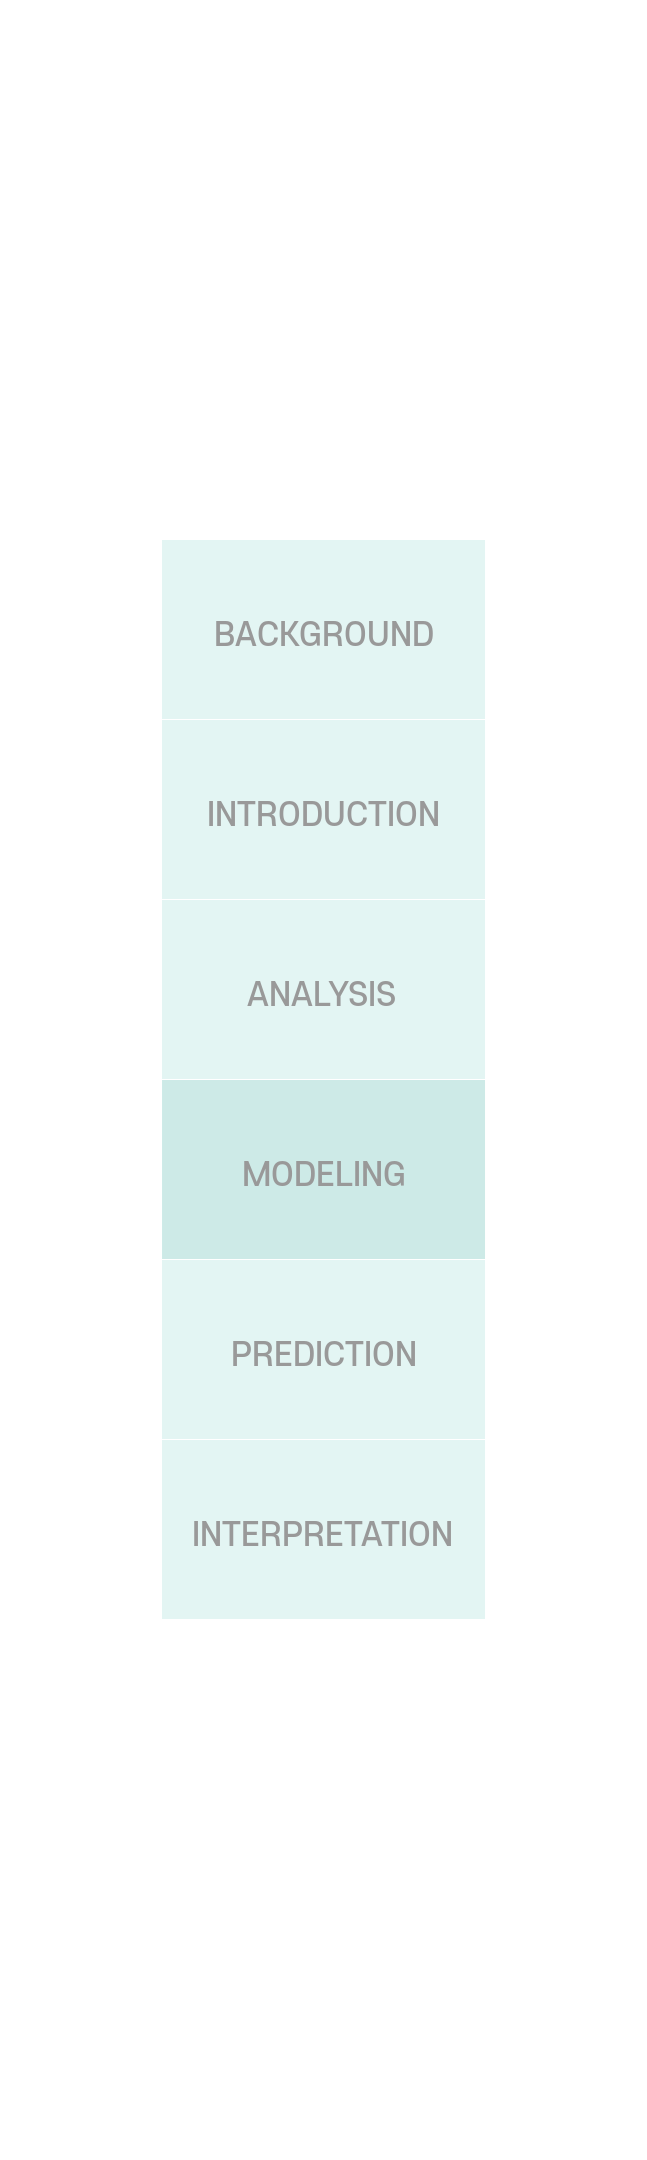 BACKGROUND
INTRODUCTION
ANALYSIS
MODELING
PREDICTION
INTERPRETATION